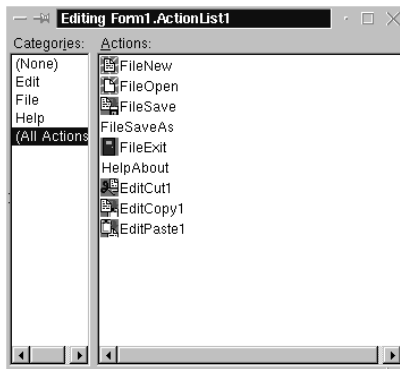 Editing Form1.ActionList1
Categories:
(None)
Edit
File
Help
(All Actions
Actions:
FileNew
FileOpen
FileSave
FileSaveAs
FileExit
HelpAbout
EditCut1
EditCopy1
EditPaste1